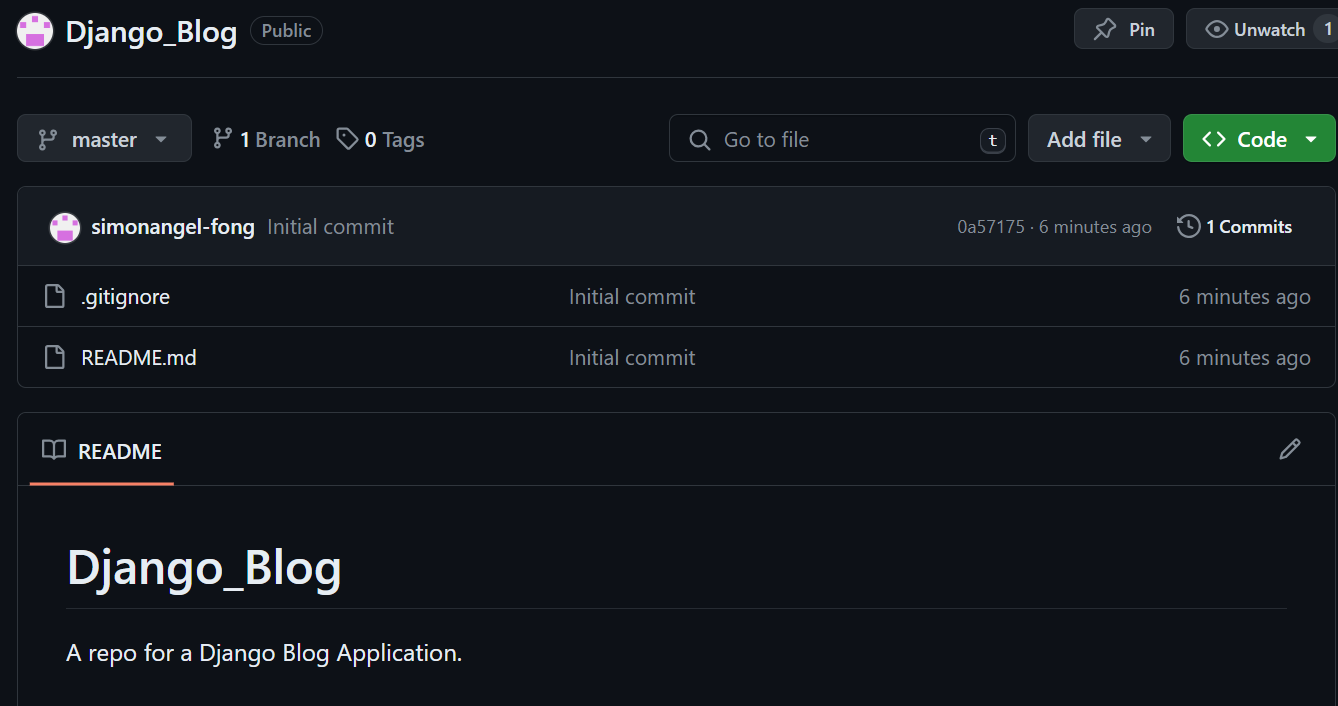 Django_Blog Public Pin Unwatch 1
master 1 Branch 0 Tags Go to file t Add file Code
simonangel-fong Initial commit 0a57175 · 6 minutes ago 1 Commits
.gitignore Initial commit 6 minutes ago
README.md Initial commit 6 minutes ago
README
Django_Blog
A repo for a Django Blog Application.